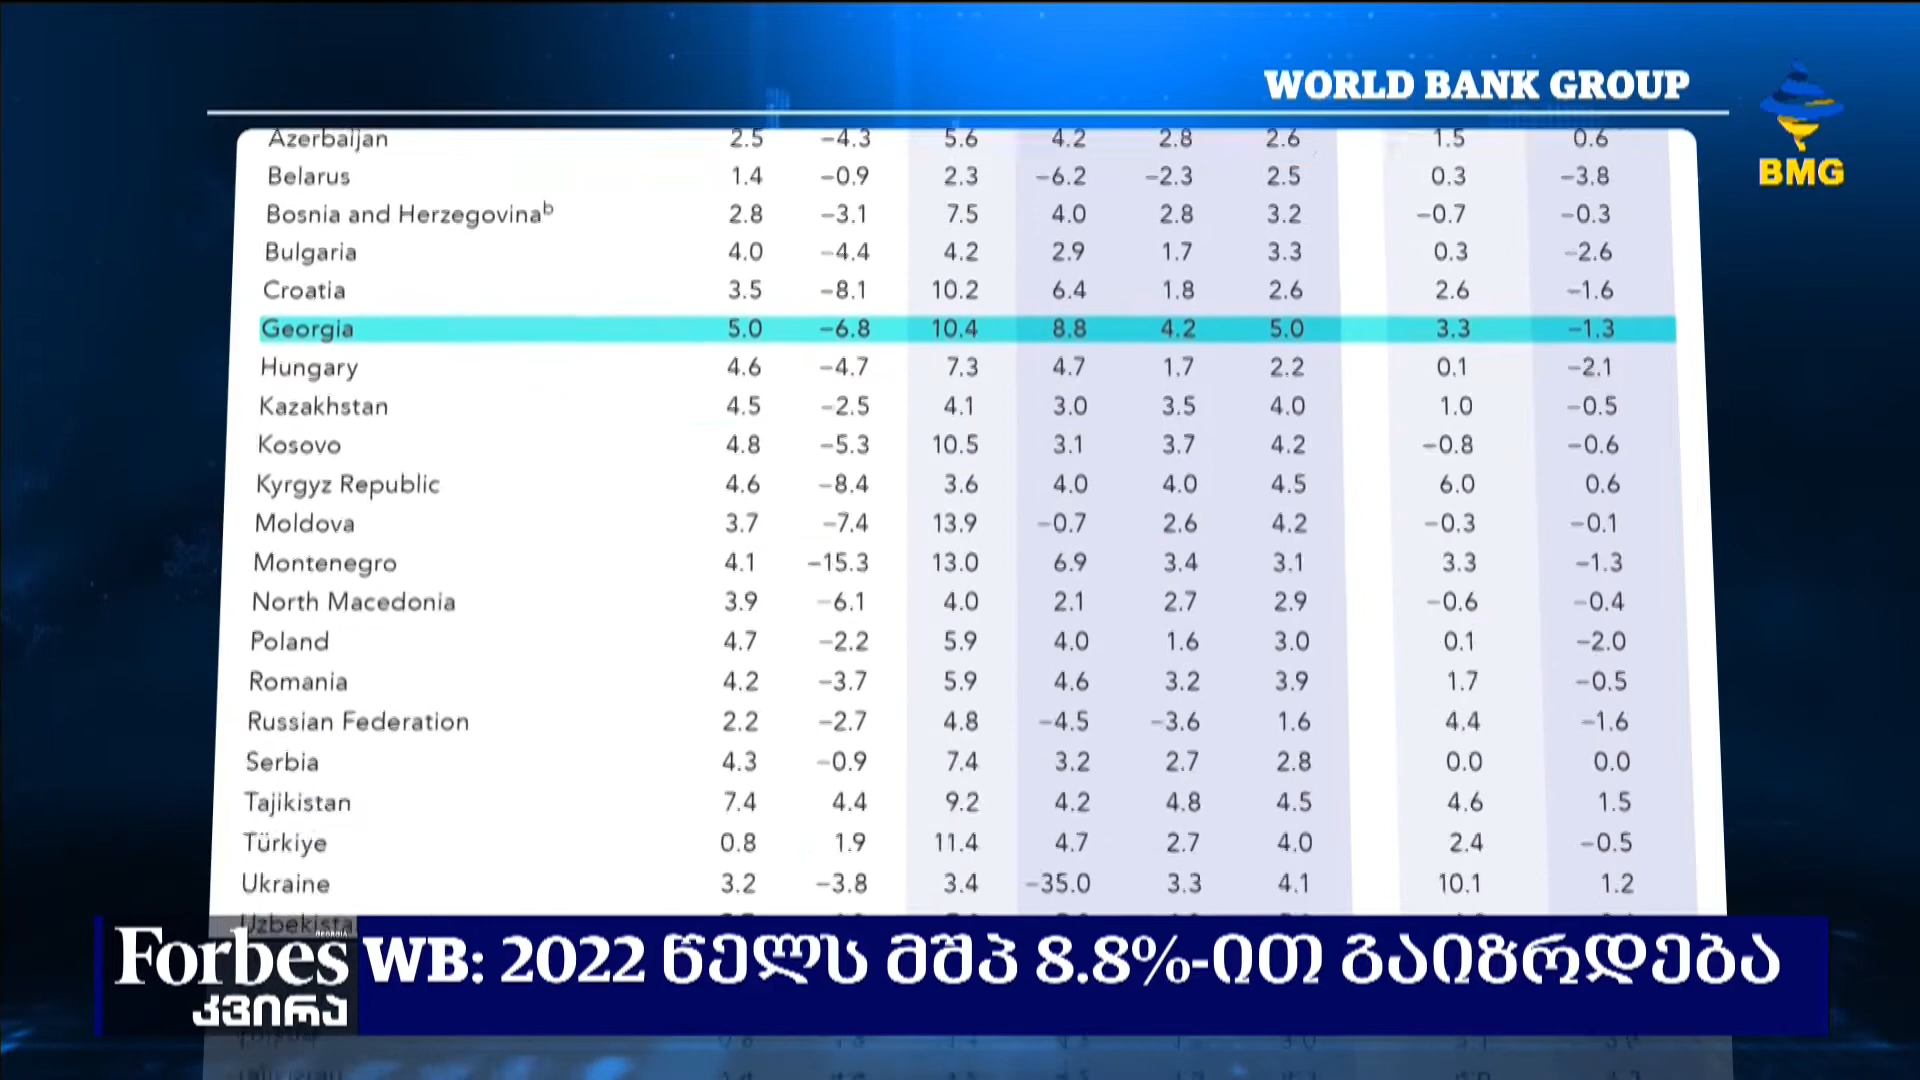 WORLD BANK GROUP
BMG
Azerbaijan 2.5 −4.3 5.6 4.2 2.8 2.6 1.5 0.6
Belarus 1.4 −0.9 2.3 −6.2 −2.3 2.5 0.3 −3.8
Bosnia and Herzegovinaᵇ 2.8 −3.1 7.5 4.0 2.8 3.2 −0.7 −0.3
Bulgaria 4.0 −4.4 4.2 2.9 1.7 3.3 0.3 −2.6
Croatia 3.5 −8.1 10.2 6.4 1.8 2.6 2.6 −1.6
Georgia 5.0 −6.8 10.4 8.8 4.2 5.0 3.3 −1.3
Hungary 4.6 −4.7 7.3 4.7 1.7 2.2 0.1 −2.1
Kazakhstan 4.5 −2.5 4.1 3.0 3.5 4.0 1.0 −0.5
Kosovo 4.8 −5.3 10.5 3.1 3.7 4.2 −0.8 −0.6
Kyrgyz Republic 4.6 −8.4 3.6 4.0 4.0 4.5 6.0 0.6
Moldova 3.7 −7.4 13.9 −0.7 2.6 4.2 −0.3 −0.1
Montenegro 4.1 −15.3 13.0 6.9 3.4 3.1 3.3 −1.3
North Macedonia 3.9 −6.1 4.0 2.1 2.7 2.9 −0.6 −0.4
Poland 4.7 −2.2 5.9 4.0 1.6 3.0 0.1 −2.0
Romania 4.2 −3.7 5.9 4.6 3.2 3.9 1.7 −0.5
Russian Federation 2.2 −2.7 4.8 −4.5 −3.6 1.6 4.4 −1.6
Serbia 4.3 −0.9 7.4 3.2 2.7 2.8 0.0 0.0
Tajikistan 7.4 4.4 9.2 4.2 4.8 4.5 4.6 1.5
Türkiye 0.8 1.9 11.4 4.7 2.7 4.0 2.4 −0.5
Ukraine 3.2 −3.8 3.4 −35.0 3.3 4.1 10.1 1.2
Uzbekista
GEORGIA
Forbes
კვირა
WB: 2022 წელს მშპ 8.8%-ით გაიზრდება